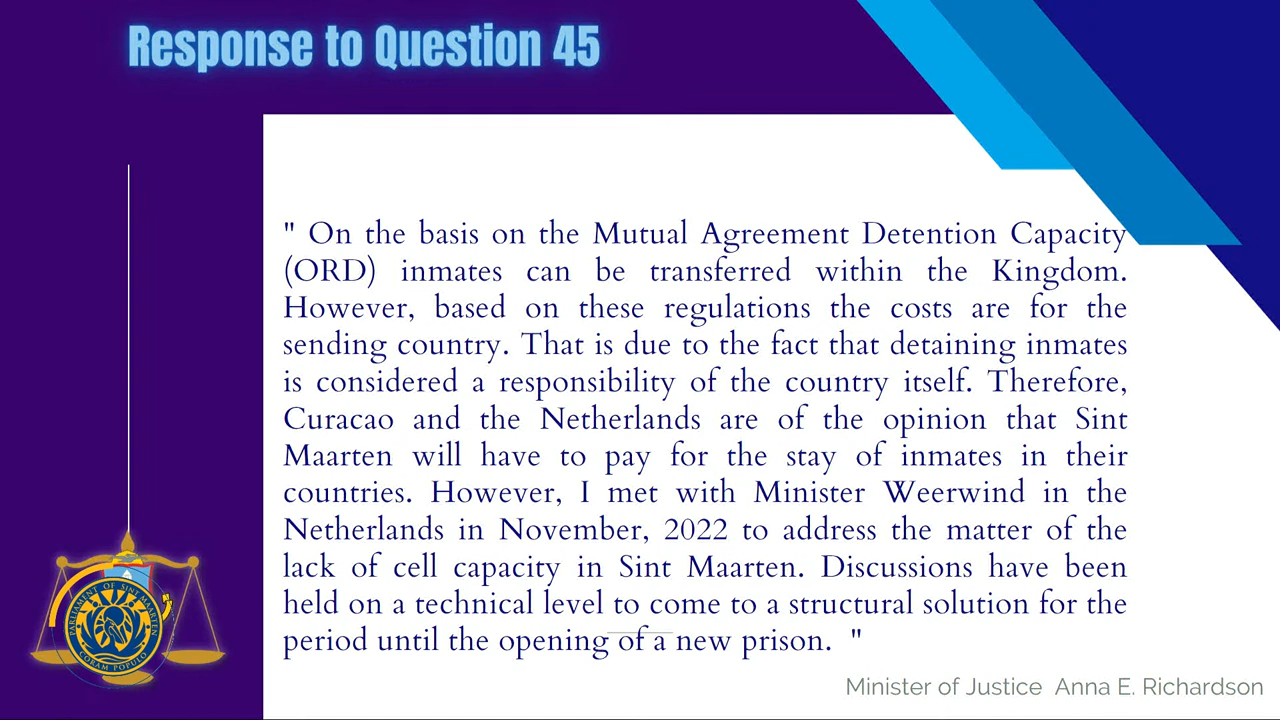 Response to Question 45
" On the basis on the Mutual Agreement Detention Capacity
(ORD) inmates can be transferred within the Kingdom.
However, based on these regulations the costs are for the
sending country. That is due to the fact that detaining inmates
is considered a responsibility of the country itself. Therefore,
Curacao and the Netherlands are of the opinion that Sint
Maarten will have to pay for the stay of inmates in their
countries. However, I met with Minister Weerwind in the
Netherlands in November, 2022 to address the matter of the
lack of cell capacity in Sint Maarten. Discussions have been
held on a technical level to come to a structural solution for the
period until the opening of a new prison. "
PARLIAMENT OF SINT MAARTEN
CORAM POPULO
Minister of Justice Anna E. Richardson